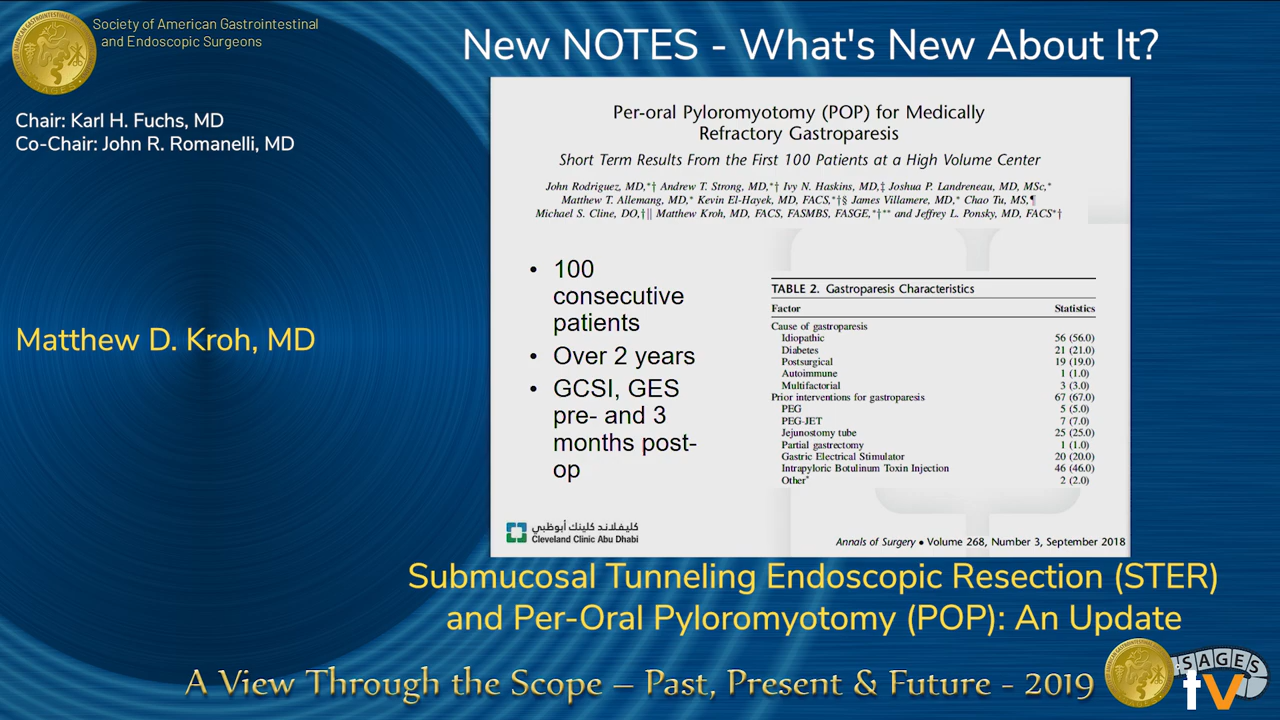 Society of American Gastrointestinal
and Endoscopic Surgeons
New NOTES - What's New About It?
Chair: Karl H. Fuchs, MD
Co-Chair: John R. Romanelli, MD
Matthew D. Kroh, MD
Per-oral Pyloromyotomy (POP) for Medically
Refractory Gastroparesis
Short Term Results From the First 100 Patients at a High Volume Center
John Rodriguez, MD,*† Andrew T. Strong, MD,*† Ivy N. Haskins, MD,‡ Joshua P. Landreneau, MD, MSc,*
Matthew T. Allemang, MD,* Kevin El-Hayek, MD, FACS,*†§ James Villamere, MD,* Chao Tu, MS,¶
Michael S. Cline, DO,†|| Matthew Kroh, MD, FACS, FASMBS, FASGE,*†** and Jeffrey L. Ponsky, MD, FACS*†
• 100
consecutive
patients
• Over 2 years
• GCSI, GES
pre- and 3
months post-
op
TABLE 2. Gastroparesis Characteristics
Factor Statistics
Cause of gastroparesis
Idiopathic 56 (56.0)
Diabetes 21 (21.0)
Postsurgical 19 (19.0)
Autoimmune 1 (1.0)
Multifactorial 3 (3.0)
Prior interventions for gastroparesis 67 (67.0)
PEG 5 (5.0)
PEG-JET 7 (7.0)
Jejunostomy tube 25 (25.0)
Partial gastrectomy 1 (1.0)
Gastric Electrical Stimulator 20 (20.0)
Intrapyloric Botulinum Toxin Injection 46 (46.0)
Other* 2 (2.0)
كليفلاند كلينك أبوظبي
Cleveland Clinic Abu Dhabi
Annals of Surgery • Volume 268, Number 3, September 2018
Submucosal Tunneling Endoscopic Resection (STER)
and Per-Oral Pyloromyotomy (POP): An Update
A View Through the Scope – Past, Present & Future - 2019
SAGES
tv